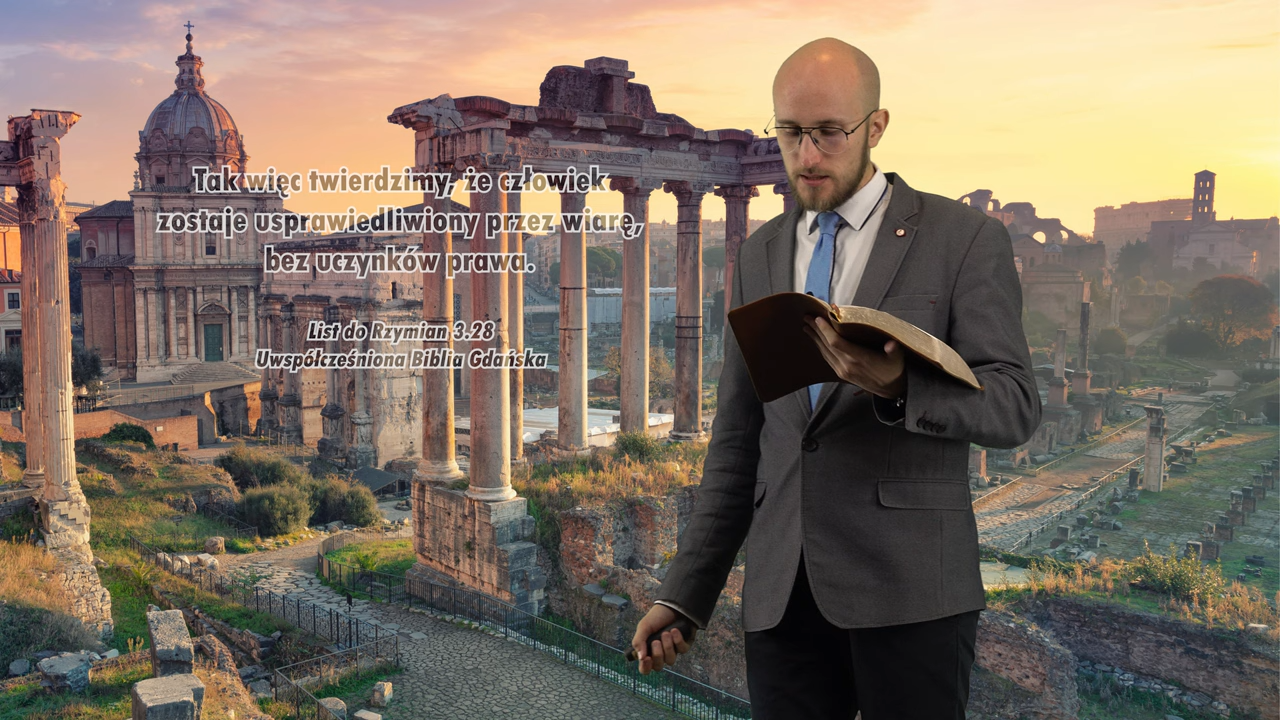 Tak więc twierdzimy, że człowiek
zostaje usprawiedliwiony przez wiarę,
bez uczynków prawa.
List do Rzymian 3.28
Uwspółcześniona Biblia Gdańska